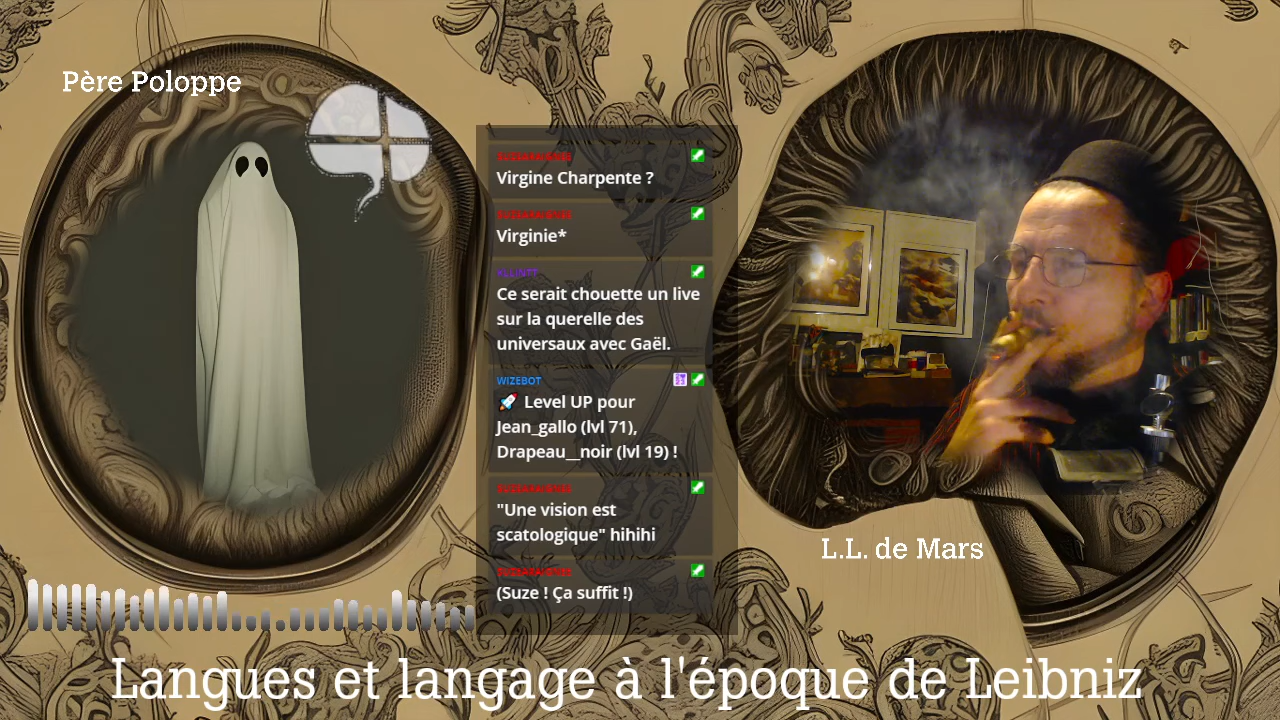 Père Poloppe
Virgine Charpente ?
Virginie*
Ce serait chouette un live
sur la querelle des
universaux avec Gaël.
WIZEBOT
🚀 Level UP pour
Jean_gallo (lvl 71),
Drapeau__noir (lvl 19) !
"Une vision est
scatologique" hihihi
(Suze ! Ça suffit !)
L.L. de Mars
Langues et langage à l'époque de Leibniz